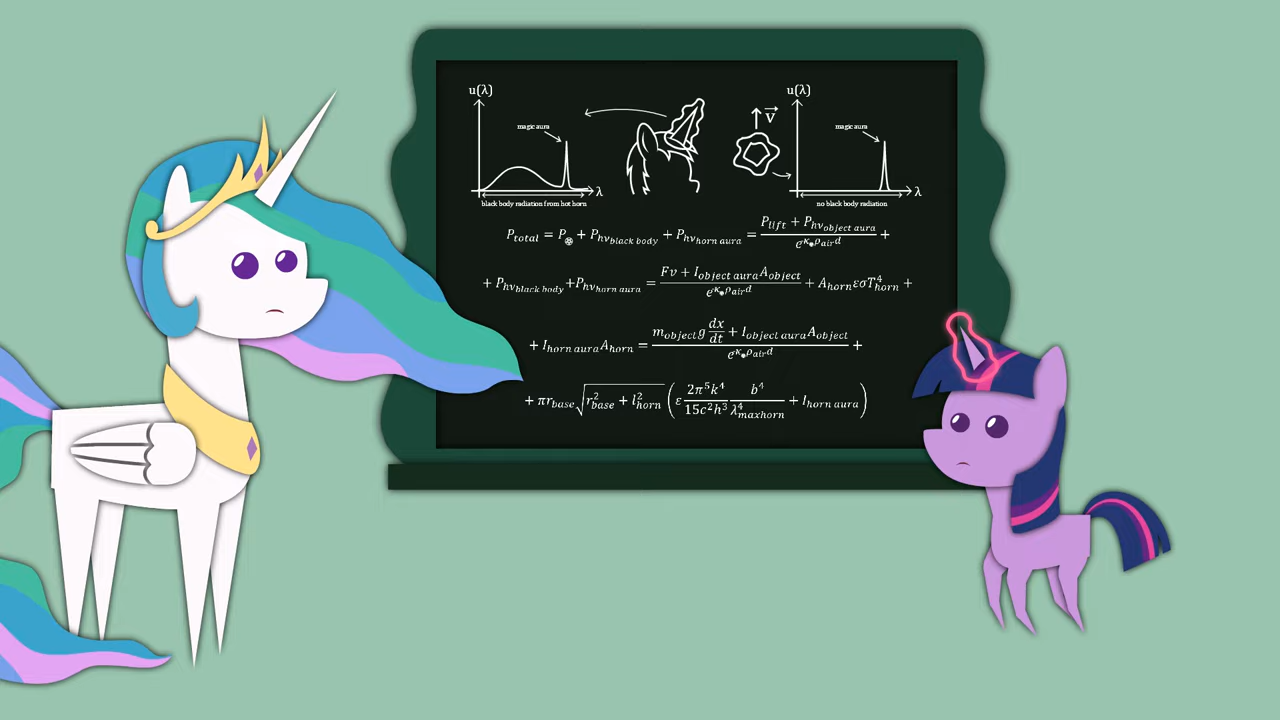 u(λ)
magic aura
λ
black body radiation from hot horn
v⃗
u(λ)
magic aura
λ
no black body radiation
P_total = P_❀ + P_hν_black body + P_hν_horn aura = (P_lift + P_hν_object aura) / (e^(κ_● ρ_air d)) +
+ P_hν_black body + P_hν_horn aura = (Fv + I_object aura A_object) / (e^(κ_● ρ_air d)) + A_horn εσT⁴_horn +
+ I_horn aura A_horn = (m_object g dx/dt + I_object aura A_object) / (e^(κ_● ρ_air d)) +
+ πr_base √(r²_base + l²_horn) (ε (2π⁵k⁴)/(15c²h³) b⁴/λ⁴_maxhorn + I_horn aura)